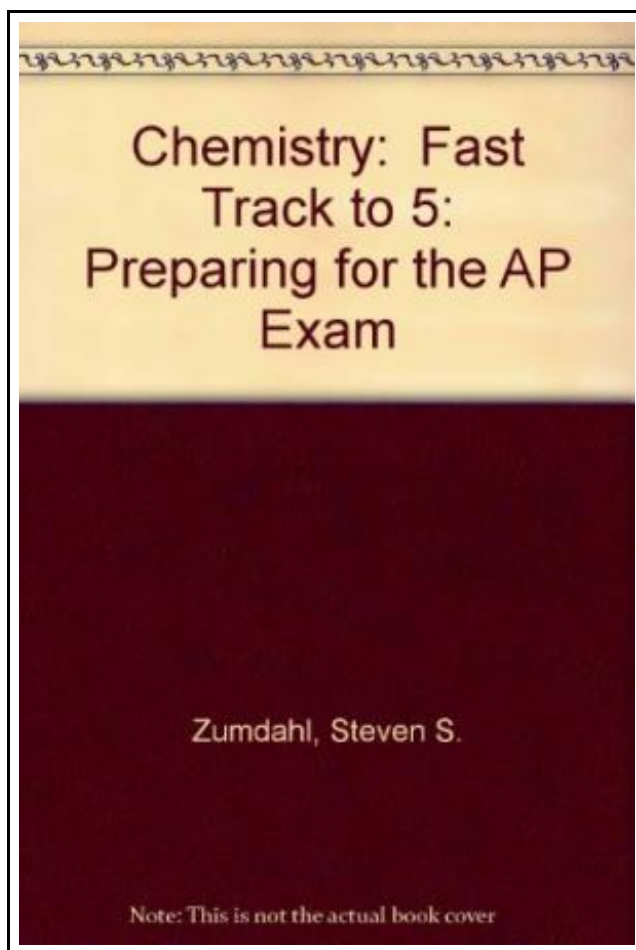 Chemistry: Fast
Track to 5:
Preparing for the AP
Exam
Zumdahl, Steven S.
Note: This is not the actual book cover